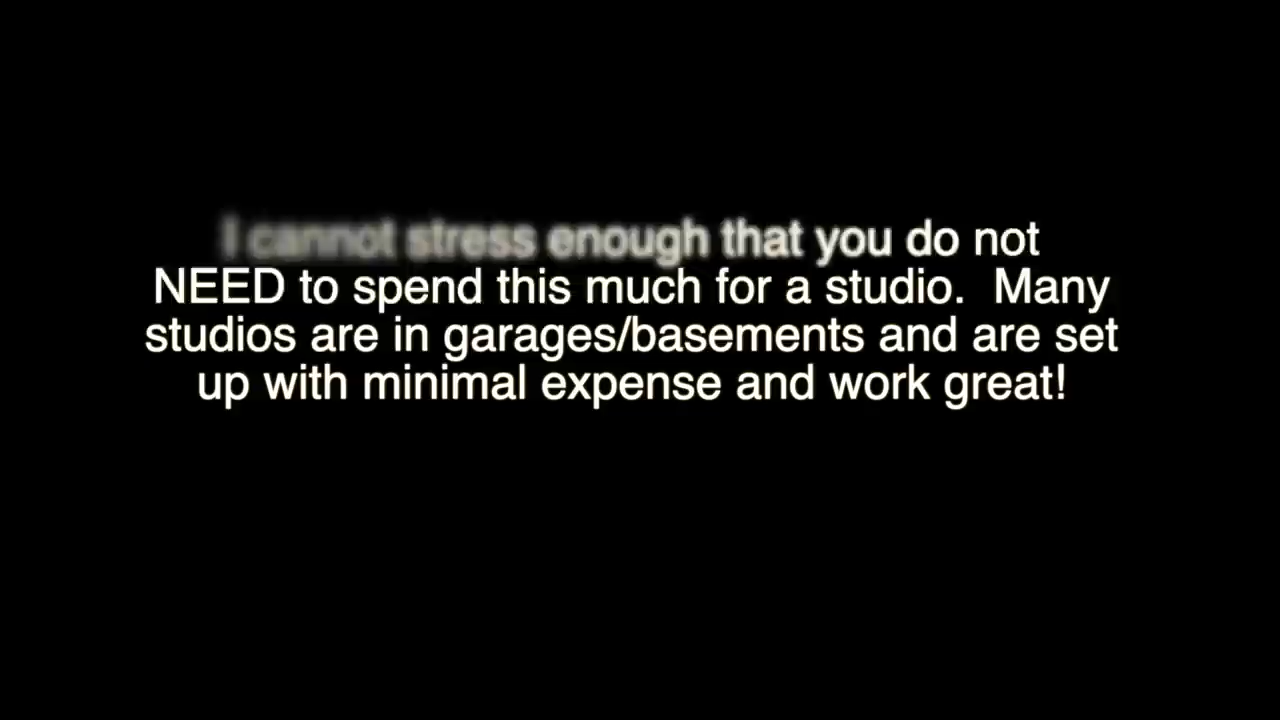 I cannot stress enough that you do not
NEED to spend this much for a studio.  Many
studios are in garages/basements and are set
up with minimal expense and work great!